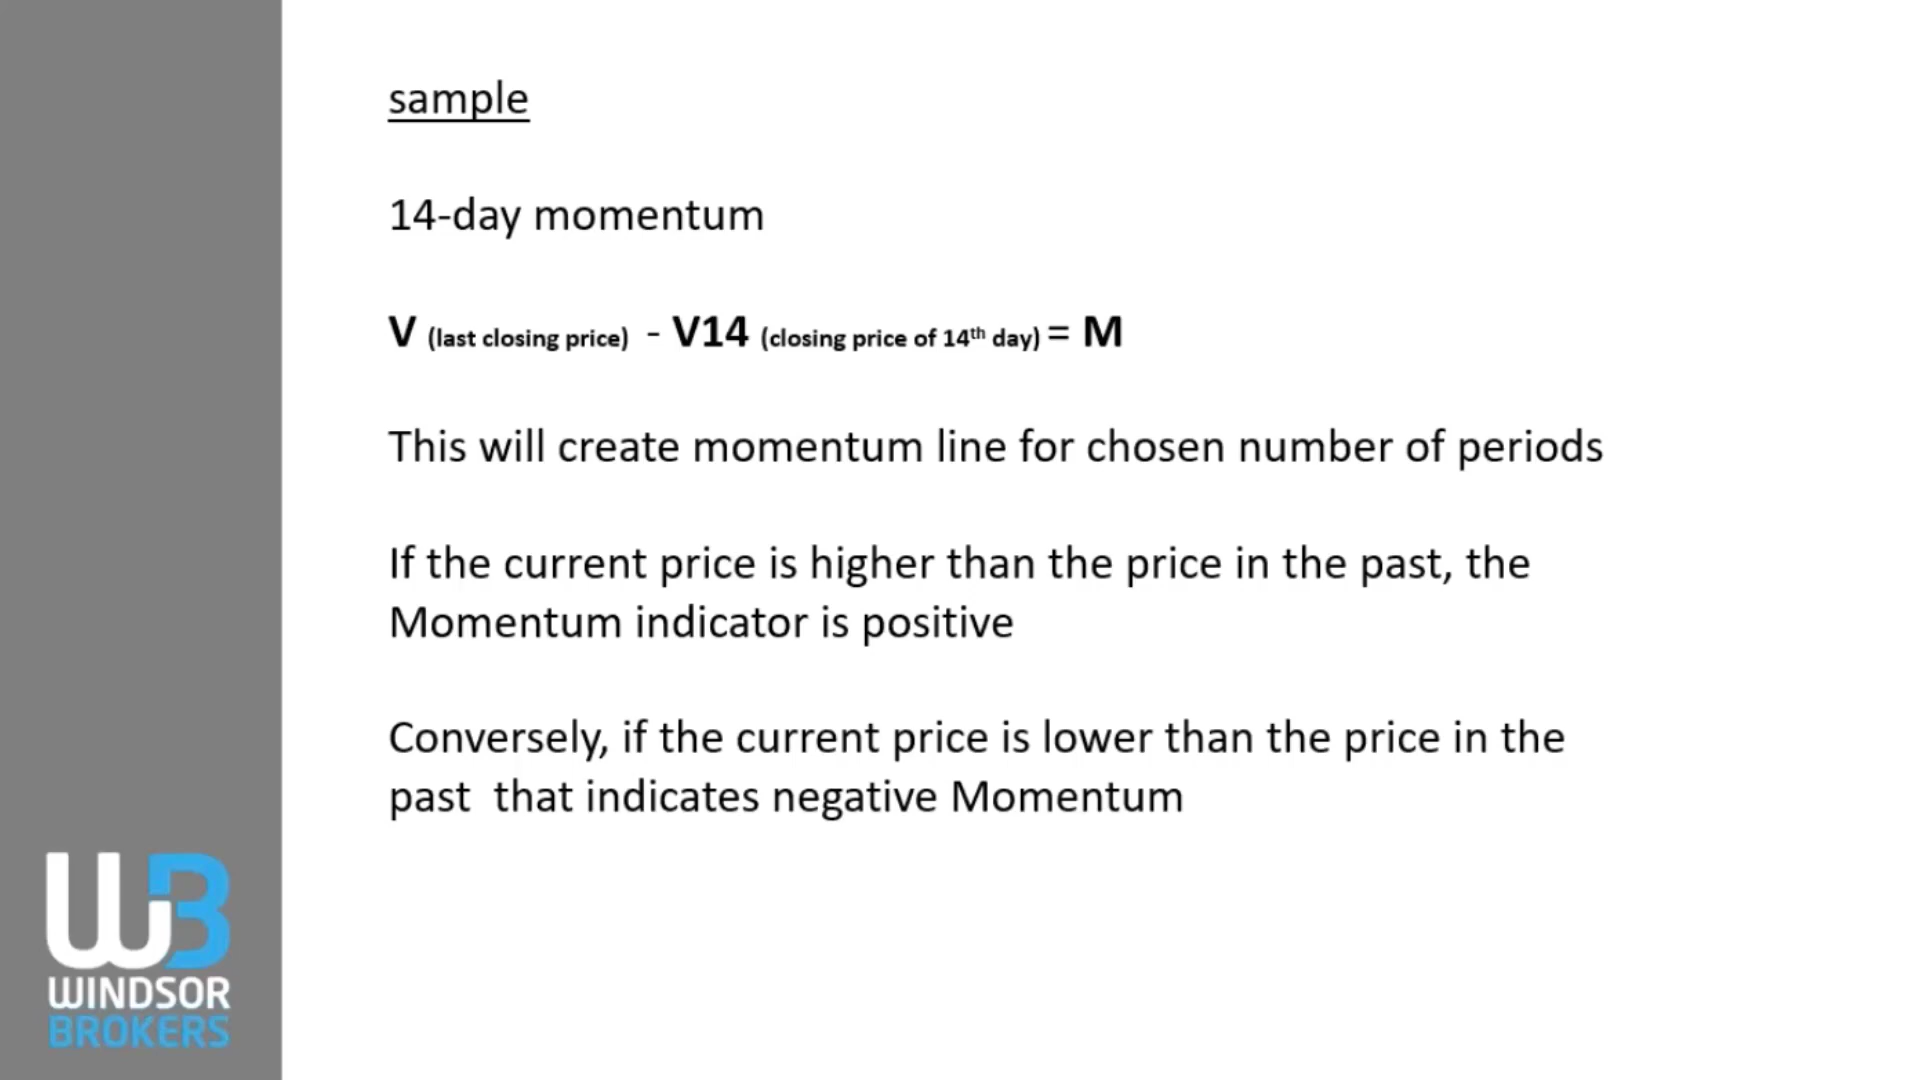 sample
14-day momentum
V (last closing price) - V14 (closing price of 14th day) = M
This will create momentum line for chosen number of periods
If the current price is higher than the price in the past, the
Momentum indicator is positive
Conversely, if the current price is lower than the price in the
past that indicates negative Momentum
WB
WINDSOR
BROKERS